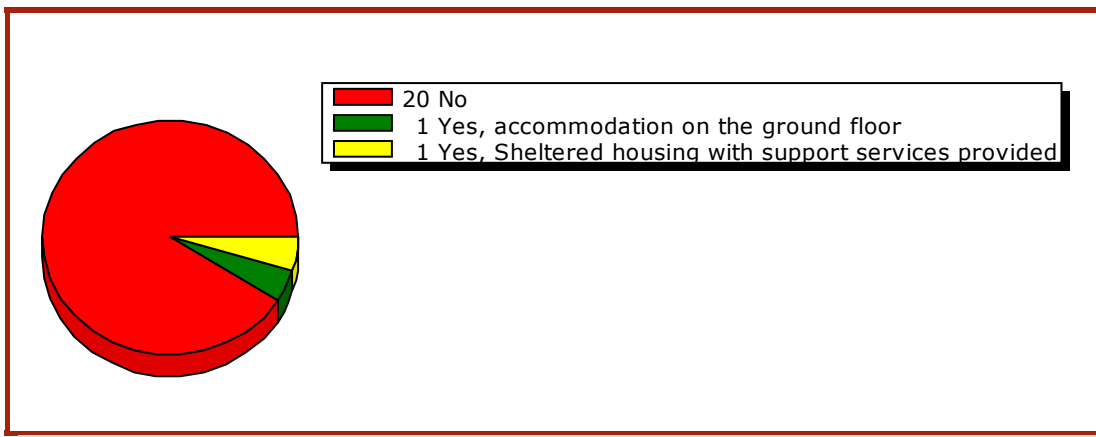 20 No
1 Yes, accommodation on the ground floor
1 Yes, Sheltered housing with support services provided